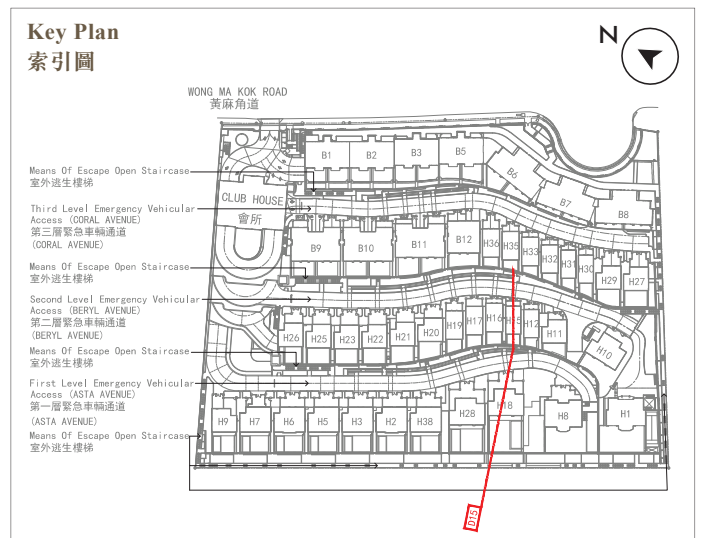 Key Plan
索引圖
N
WONG MA KOK ROAD
黃麻角道
Means Of Escape Open Staircase
室外逃生樓梯
Third Level Emergency Vehicular
Access (CORAL AVENUE)
第三層緊急車輛通道
(CORAL AVENUE)
Means Of Escape Open Staircase
室外逃生樓梯
Second Level Emergency Vehicular
Access (BERYL AVENUE)
第二層緊急車輛通道
(BERYL AVENUE)
Means Of Escape Open Staircase
室外逃生樓梯
First Level Emergency Vehicular
Access (ASTA AVENUE)
第一層緊急車輛通道
(ASTA AVENUE)
Means Of Escape Open Staircase
室外逃生樓梯
CLUB HOUSE
會所
B1 B2 B3 B5
B6 B7 B8
B9 B10 B11 B12 H36 H35 H33 H32 H31 H30 H29 H27
H26 H25 H23 H22 H21 H20 H19 H17 H16 H12 H11 H10
H9 H7 H6 H5 H3 H2 H38 H28 H18 H8 H1
D15